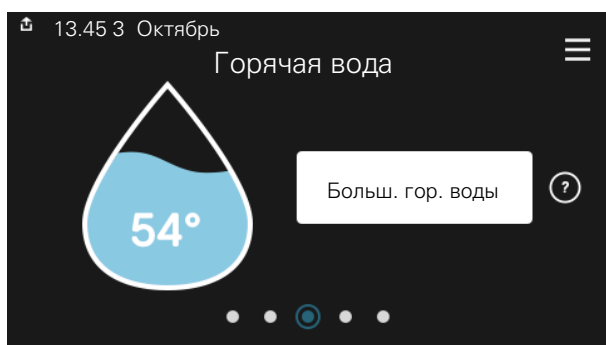 13.45 3 Октябрь
Горячая вода
54°
Больш. гор. воды
?